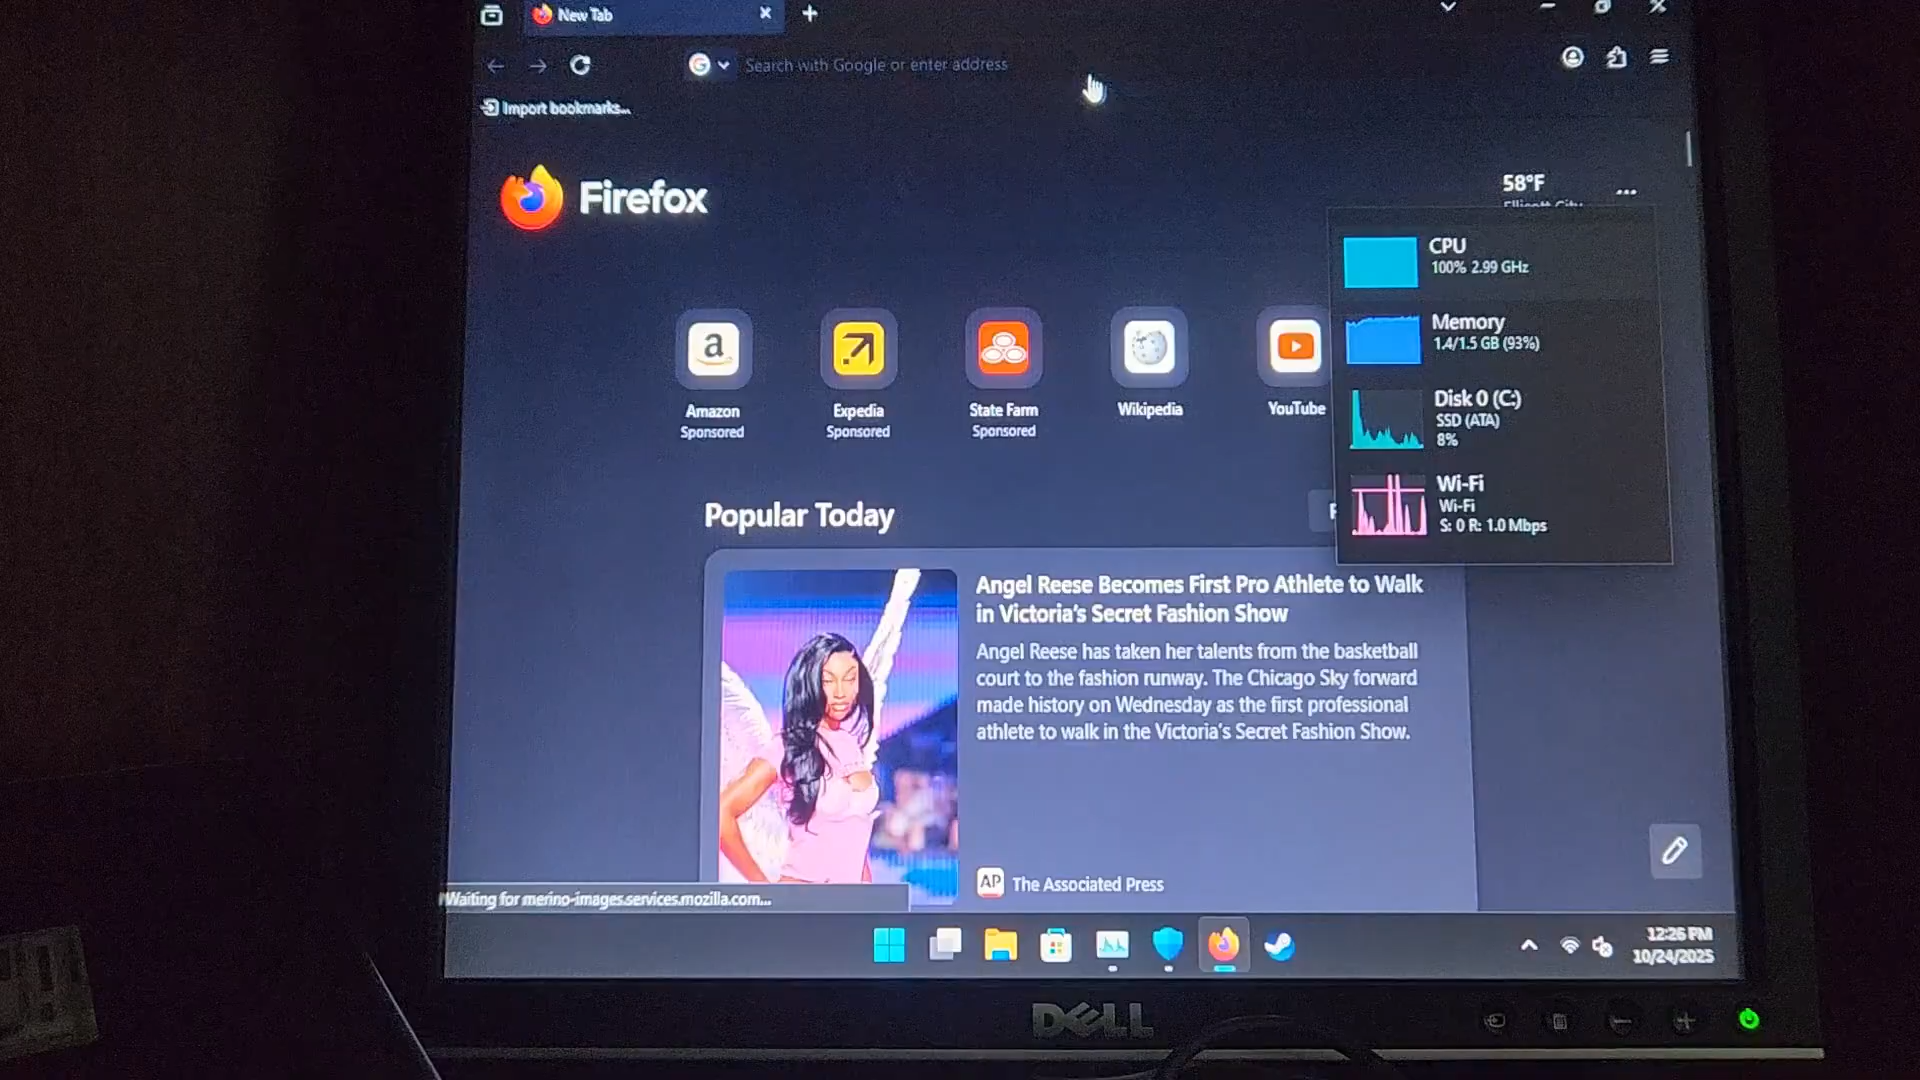 New Tab
Search with Google or enter address
Import bookmarks...
Firefox
58°F
Ellicott City
CPU
100% 2.99 GHz
Memory
1.4/1.5 GB (93%)
Disk 0 (C:)
SSD (ATA)
8%
Wi-Fi
Wi-Fi
S: 0 R: 1.0 Mbps
a
Amazon
Sponsored
Expedia
Sponsored
State Farm
Sponsored
Wikipedia
YouTube
Popular Today
Angel Reese Becomes First Pro Athlete to Walk
in Victoria's Secret Fashion Show
Angel Reese has taken her talents from the basketball
court to the fashion runway. The Chicago Sky forward
made history on Wednesday as the first professional
athlete to walk in the Victoria's Secret Fashion Show.
AP The Associated Press
Waiting for merino-images.services.mozilla.com...
12:26 PM
10/24/2025
DELL